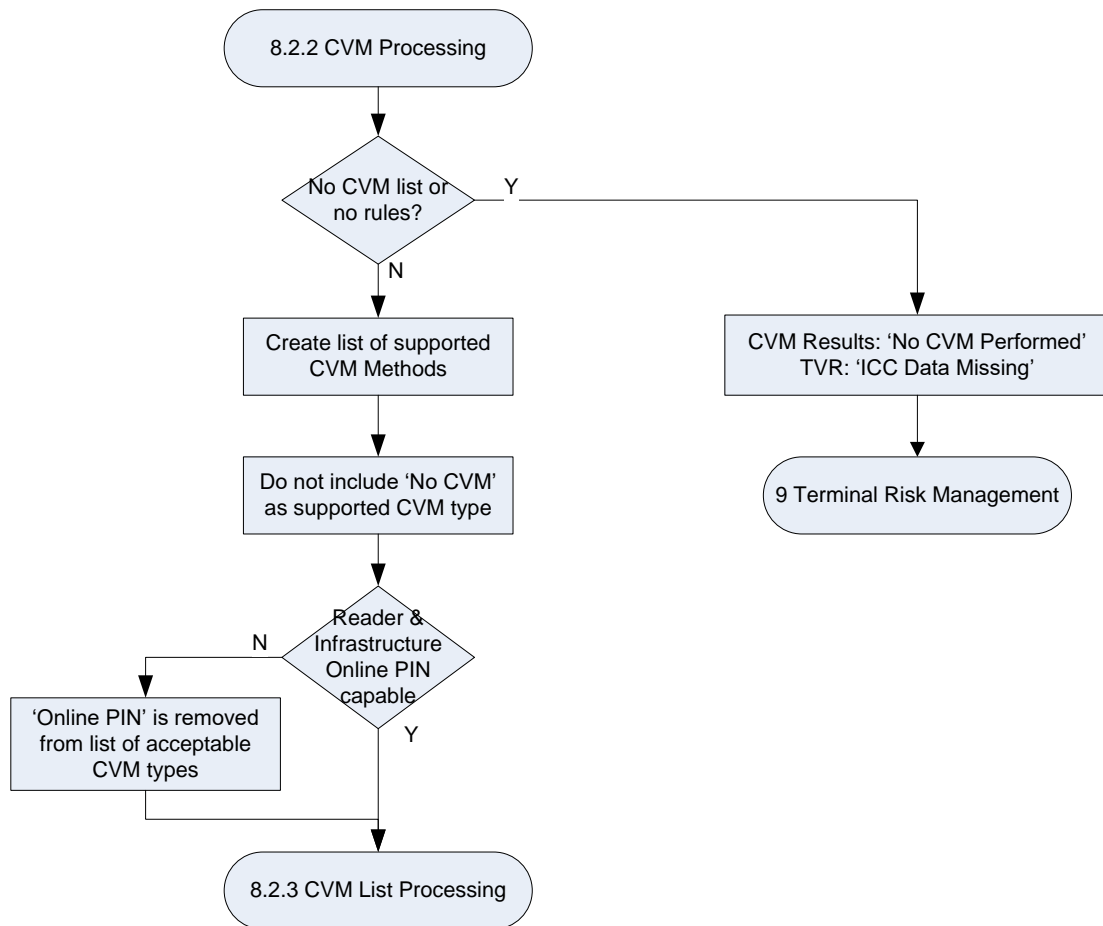 8.2.2 CVM Processing
No CVM list or
no rules?
Y
N
Create list of supported
CVM Methods
CVM Results: ‘No CVM Performed’
TVR: ‘ICC Data Missing’
Do not include ‘No CVM’
as supported CVM type
9 Terminal Risk Management
Reader &
Infrastructure
Online PIN
capable
N
Y
‘Online PIN’ is removed
from list of acceptable
CVM types
8.2.3 CVM List Processing